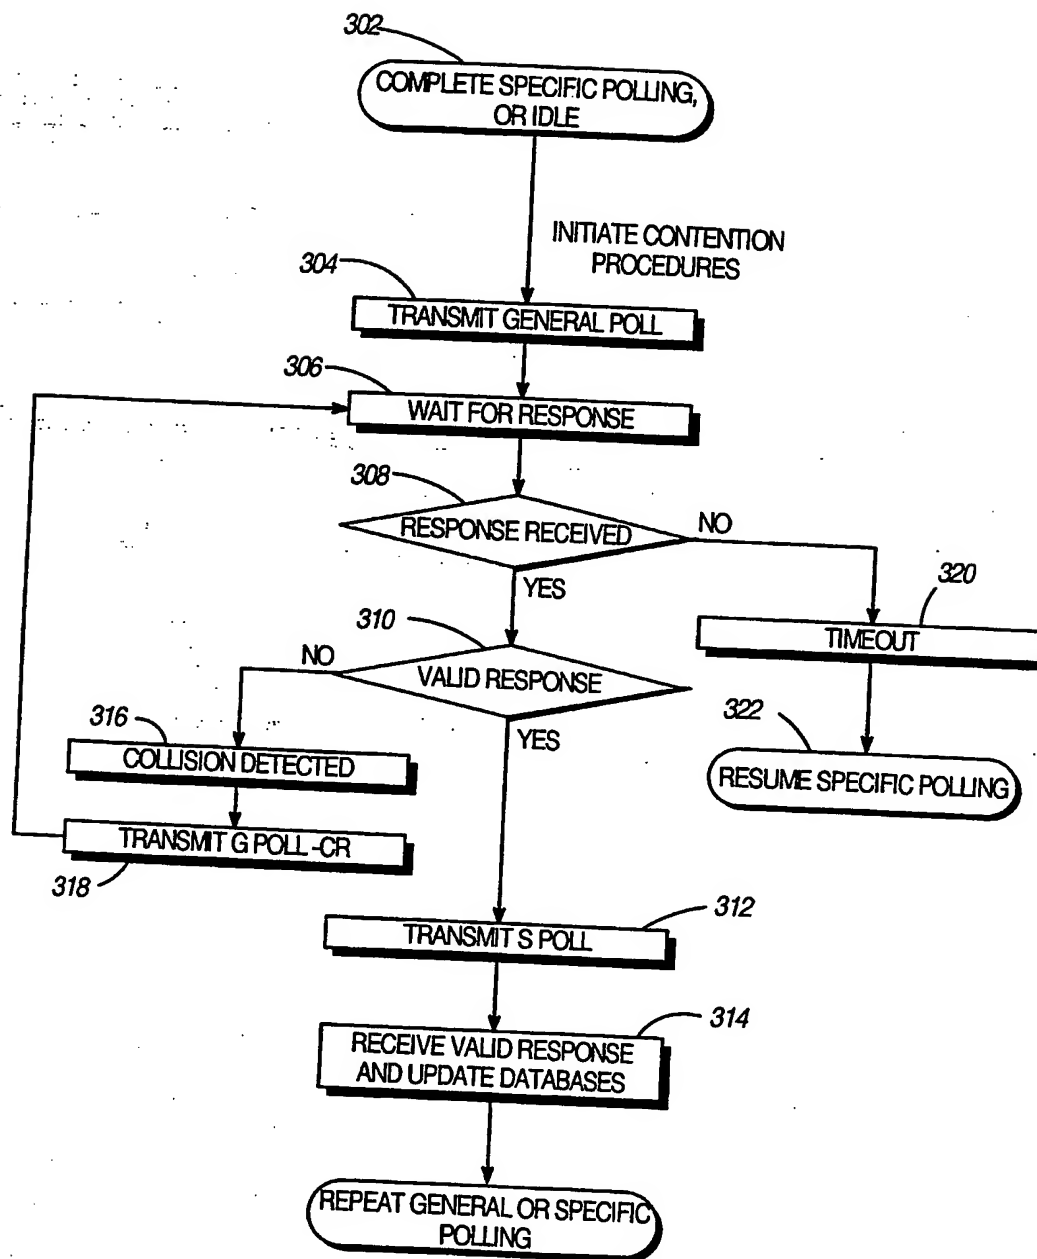 302
COMPLETE SPECIFIC POLLING,
OR IDLE
INITIATE CONTENTION
PROCEDURES
304
TRANSMIT GENERAL POLL
306
WAIT FOR RESPONSE
308
RESPONSE RECEIVED
NO
YES
320
TIMEOUT
310
NO
VALID RESPONSE
YES
322
RESUME SPECIFIC POLLING
316
COLLISION DETECTED
TRANSMIT G POLL-CR
318
312
TRANSMIT S POLL
314
RECEIVE VALID RESPONSE
AND UPDATE DATABASES
REPEAT GENERAL OR SPECIFIC
POLLING